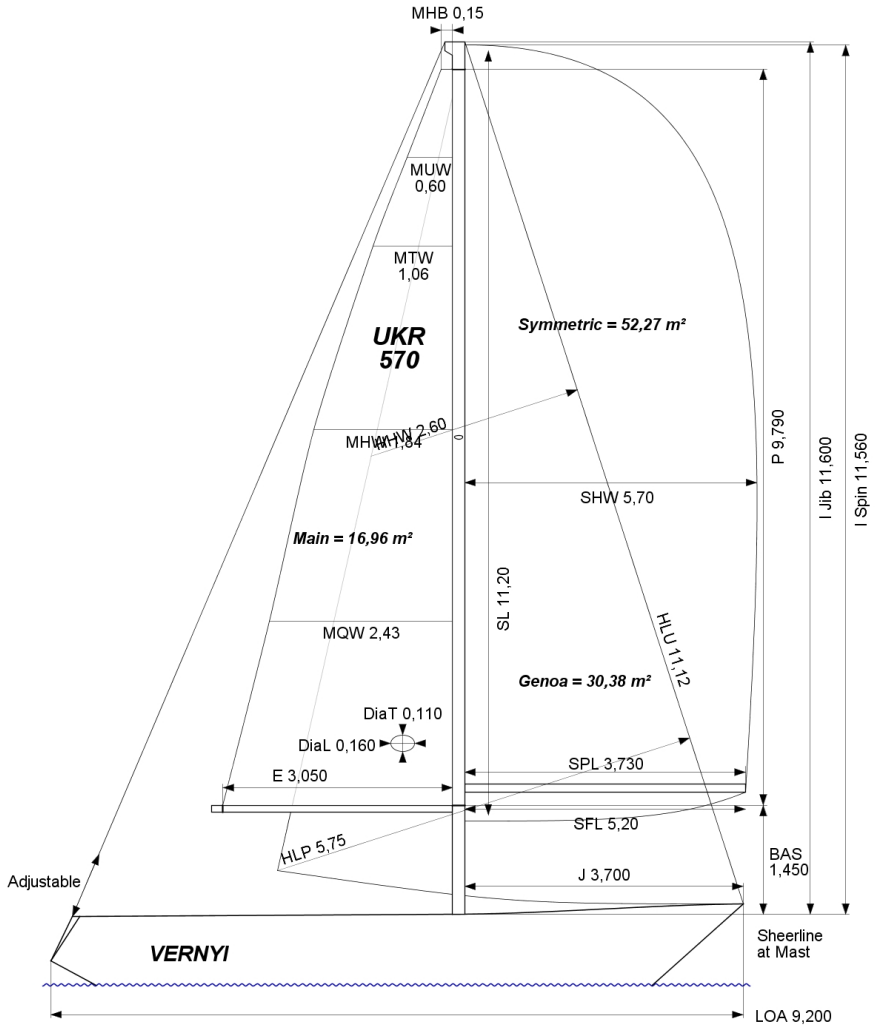 MHB 0,15
MUW
0,60
MTW
1,06
UKR
570
Symmetric = 52,27 m²
HHW 2,60
MHW 1,84
0
P 9,790
I Jib 11,600
I Spin 11,560
SHW 5,70
Main = 16,96 m²
SL 11,20
HLU 11,12
MQW 2,43
Genoa = 30,38 m²
DiaT 0,110
DiaL 0,160
E 3,050
SPL 3,730
SFL 5,20
HLP 5,75
BAS
1,450
Adjustable
J 3,700
VERNYI
Sheerline
at Mast
LOA 9,200